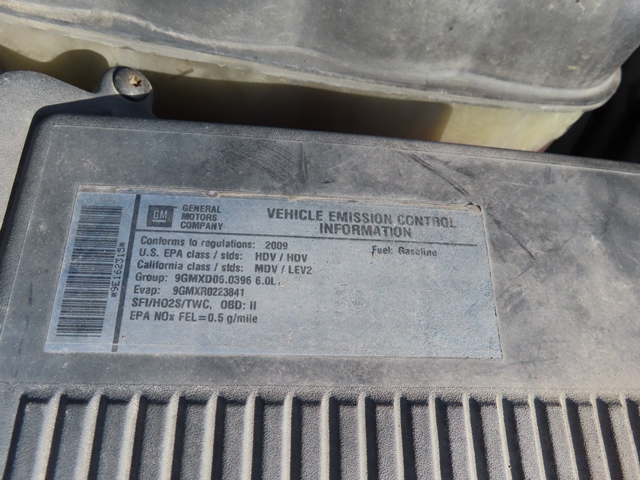 GM
GENERAL
MOTORS
COMPANY
VEHICLE EMISSION CONTROL
INFORMATION
Conforms to regulations: 2009
Fuel: Gasoline
U.S. EPA class / stds: HDV / HDV
California class / stds: MDV / LEV2
Group: 9GMXD06.0396 6.0L
Evap: 9GMXR0223841
SFI/HO2S/TWC, OBD: II
EPA NOx FEL=0.5 g/mile
*9E162315*